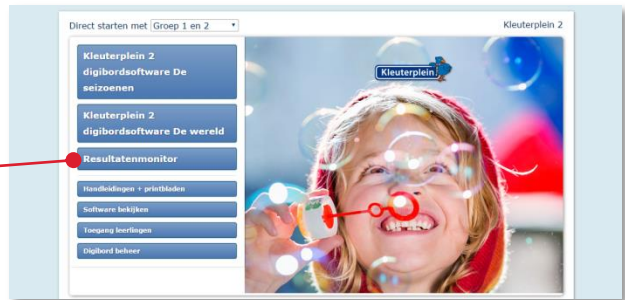 Direct starten met Groep 1 en 2
Kleuterplein 2
Kleuterplein 2
digibordsoftware De
seizoenen
Kleuterplein 2
digibordsoftware De wereld
Resultatenmonitor
Handleidingen + printbladen
Software bekijken
Toegang leerlingen
Digibord beheer
Kleuterplein